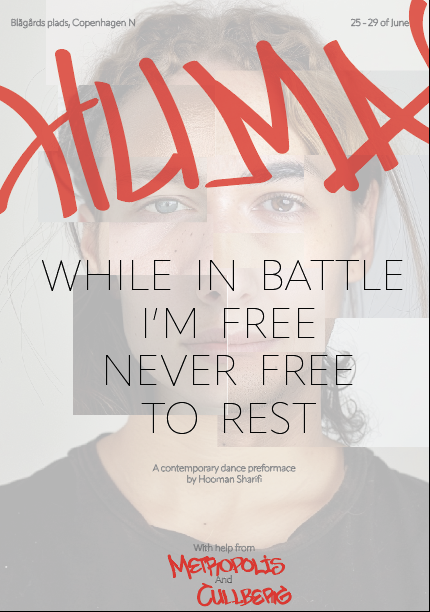 Blågårds plads, Copenhagen N
25 - 29 of June
HUMA
WHILE IN BATTLE
I'M FREE
NEVER FREE
TO REST
A contemporary dance preformace
by Hooman Sharifi
With help from
METROPOLIS
And
CULLBERG